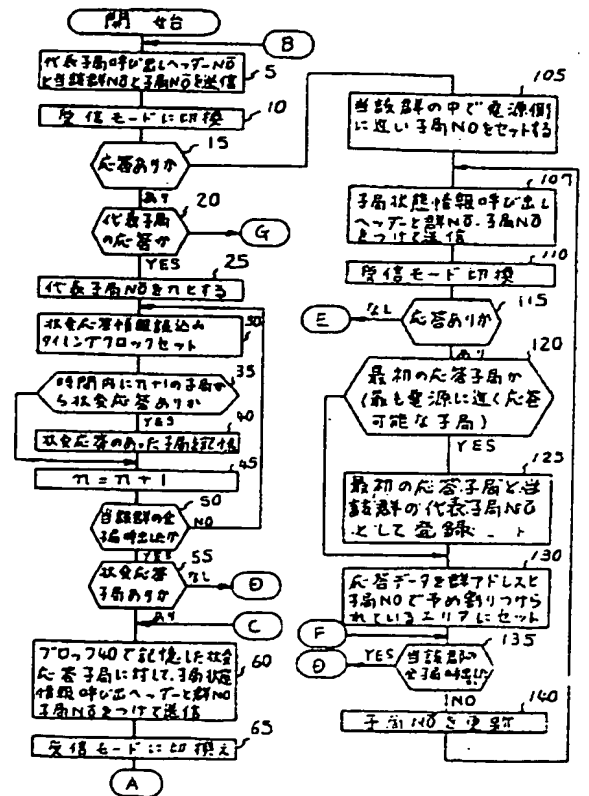 開始
B
代表子局呼び出しヘッダーNO
と当該群NOと子局NOを送信
5
受信モードに切換
10
応答ありか
15
あり
代表子局
の応答か
20
G
YES
代表子局NOをnとする
25
状変応答情報読込み
タイミングブロックセット
30
時間内にn+1の子局か
ら状変応答ありか
35
YES
状変応答のあった子局を記憶
40
n=n+1
45
当該群の全
子局呼出したか
50
NO
YES
状変応答
子局ありか
55
なし
D
あり
C
ブロック40で記憶した状変
応答子局に対して、子局状態
情報呼び出ヘッダーと群NO
子局NOをつけて送信
60
受信モードに切換え
65
A
105
当該群の中で電源側
に近い子局NOをセットする
107
子局状態情報呼び出し
ヘッダーと群NO.子局NO
をつけて送信
110
受信モード切換
115
応答ありか
なし
E
あり
120
最初の応答子局か
(最も電源に近く応答
可能な子局)
YES
125
最初の応答子局を当
該群の代表子局NO
として登録
130
応答データを群アドレスと
子局NOで予め割りつけら
れているエリアにセット
F
135
当該群の
全子局呼出した
YES
D
NO
140
子局NOを更新